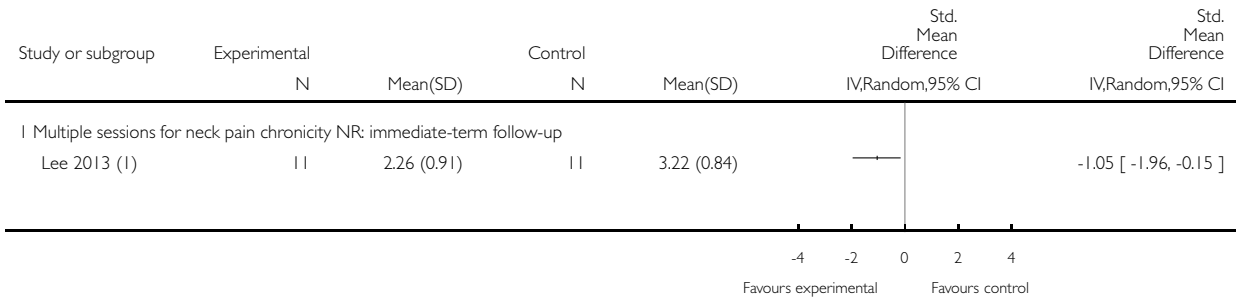 Std. Mean Difference Std. Mean Difference
Study or subgroup Experimental Control
N Mean(SD) N Mean(SD) IV,Random,95% CI IV,Random,95% CI
1 Multiple sessions for neck pain chronicity NR: immediate-term follow-up
Lee 2013 (1) 11 2.26 (0.91) 11 3.22 (0.84) -1.05 [ -1.96, -0.15 ]
-4 -2 0 2 4
Favours experimental Favours control